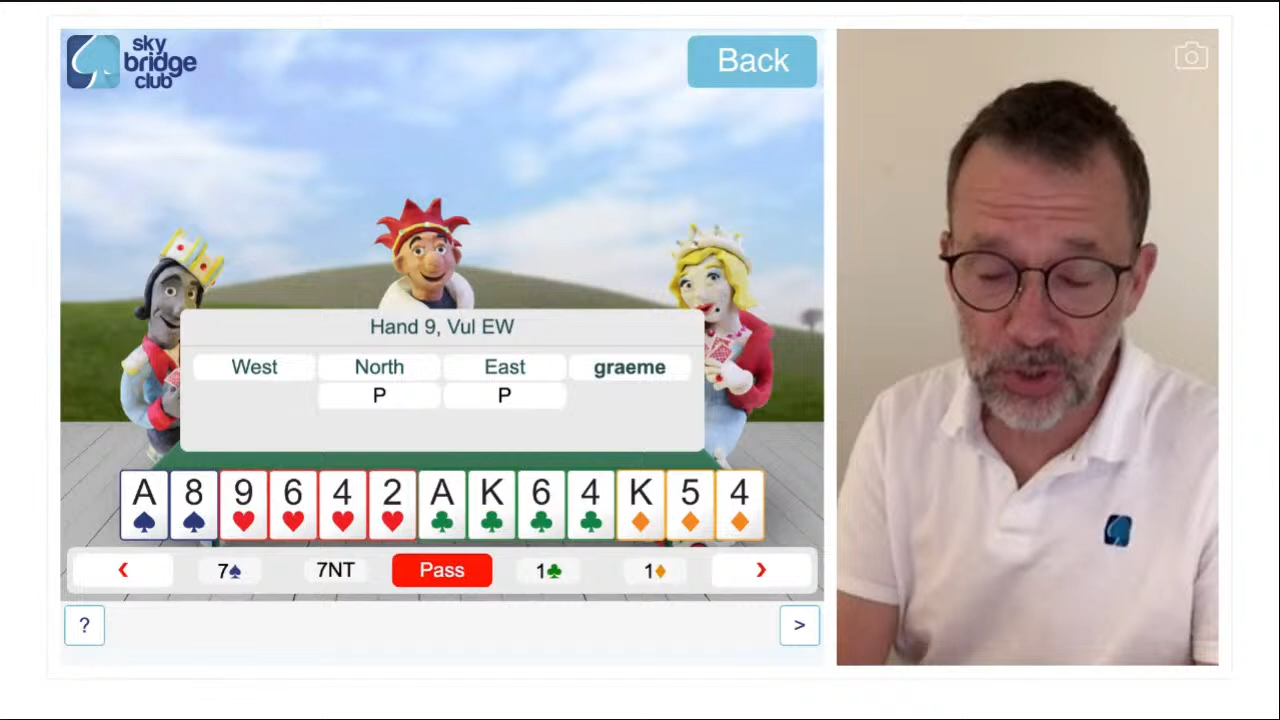 sky
bridge
club
Back
Hand 9, Vul EW
West North East graeme
P P
A 8 9 6 4 2 A K 6 4 K 5 4
♠ ♠ ♥ ♥ ♥ ♥ ♣ ♣ ♣ ♣ ♦ ♦ ♦
‹ 7♠ 7NT Pass 1♣ 1♦ ›
? >